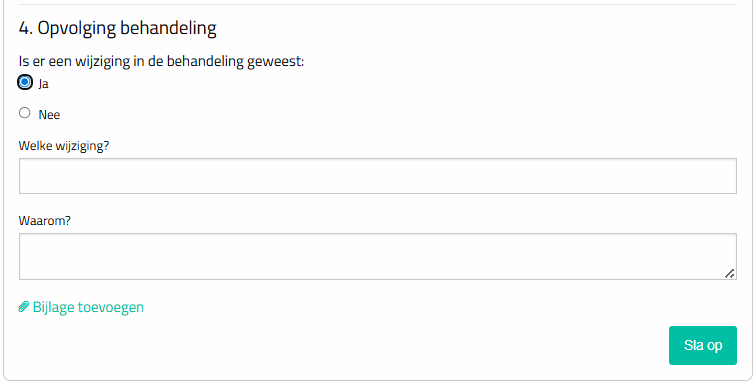 4. Opvolging behandeling
Is er een wijziging in de behandeling geweest:
Ja
Nee
Welke wijziging?
Waarom?
Bijlage toevoegen
Sla op